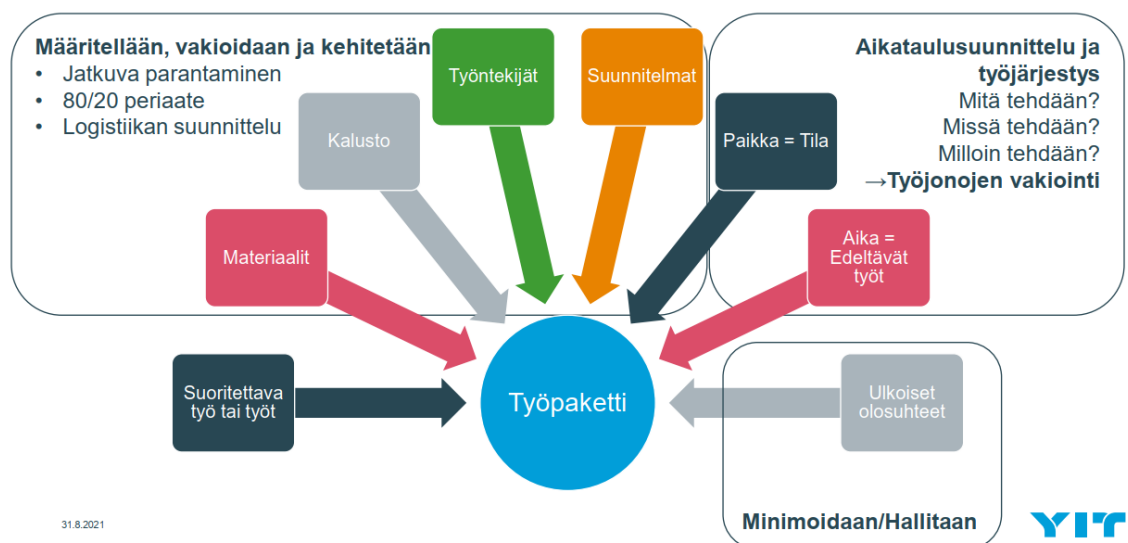 Määritellään, vakioidaan ja kehitetään
• Jatkuva parantaminen
• 80/20 periaate
• Logistiikan suunnittelu
Työntekijät
Suunnitelmat
Aikataulusuunnittelu ja
työjärjestys
Mitä tehdään?
Missä tehdään?
Milloin tehdään?
→Työjonojen vakiointi
Kalusto
Paikka = Tila
Materiaalit
Aika =
Edeltävät
työt
Suoritettava
työ tai työt
Työpaketti
Ulkoiset
olosuhteet
Minimoidaan/Hallitaan
31.8.2021
YIT